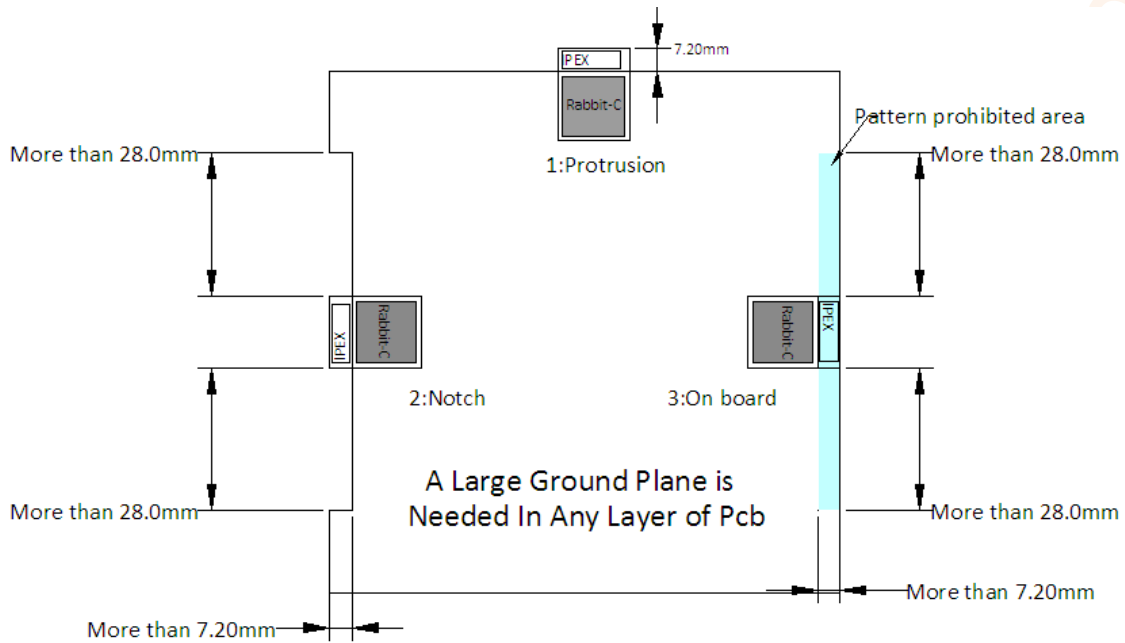 7.20mm
IPEX
Rabbit-C
Pattern prohibited area
More than 28.0mm
More than 28.0mm
1:Protrusion
IPEX
Rabbit-C
Rabbit-C
IPEX
2:Notch
3:On board
A Large Ground Plane is
Needed In Any Layer of Pcb
More than 28.0mm
More than 28.0mm
More than 7.20mm
More than 7.20mm